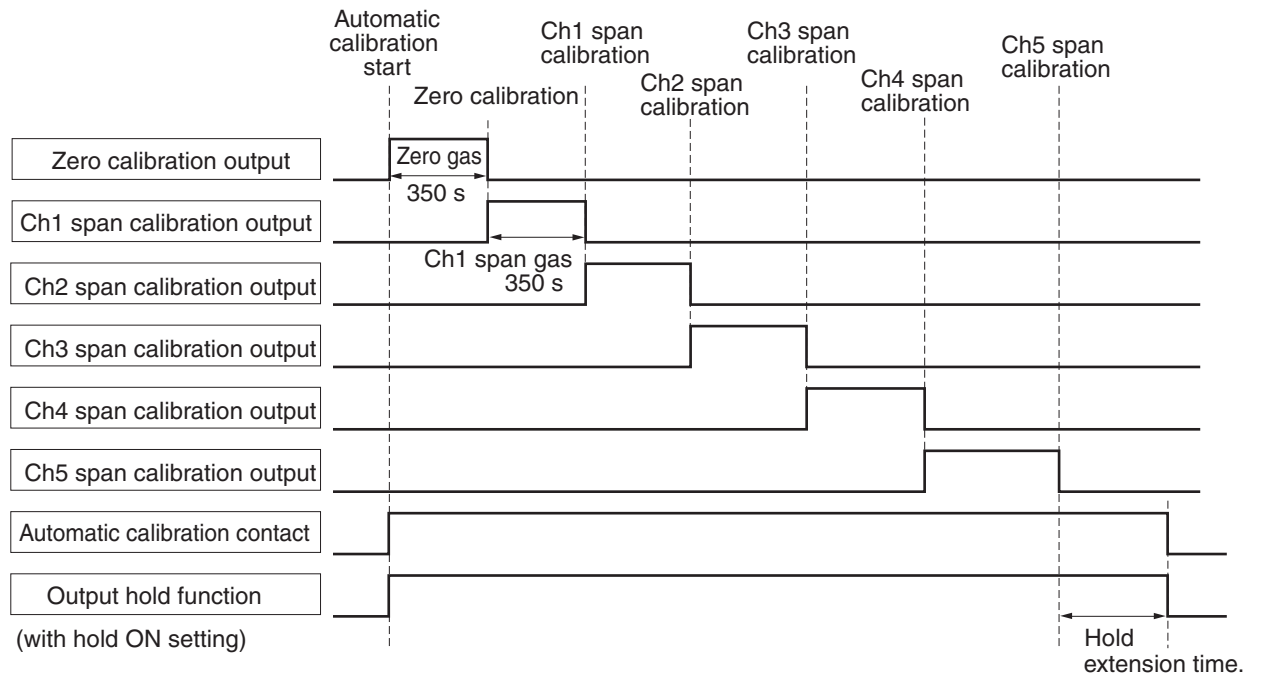 Automatic
calibration
start
Zero calibration
Ch1 span
calibration
Ch2 span
calibration
Ch3 span
calibration
Ch4 span
calibration
Ch5 span
calibration
Zero calibration output
Zero gas
350 s
Ch1 span calibration output
Ch1 span gas
350 s
Ch2 span calibration output
Ch3 span calibration output
Ch4 span calibration output
Ch5 span calibration output
Automatic calibration contact
Output hold function
(with hold ON setting)
Hold
extension time.